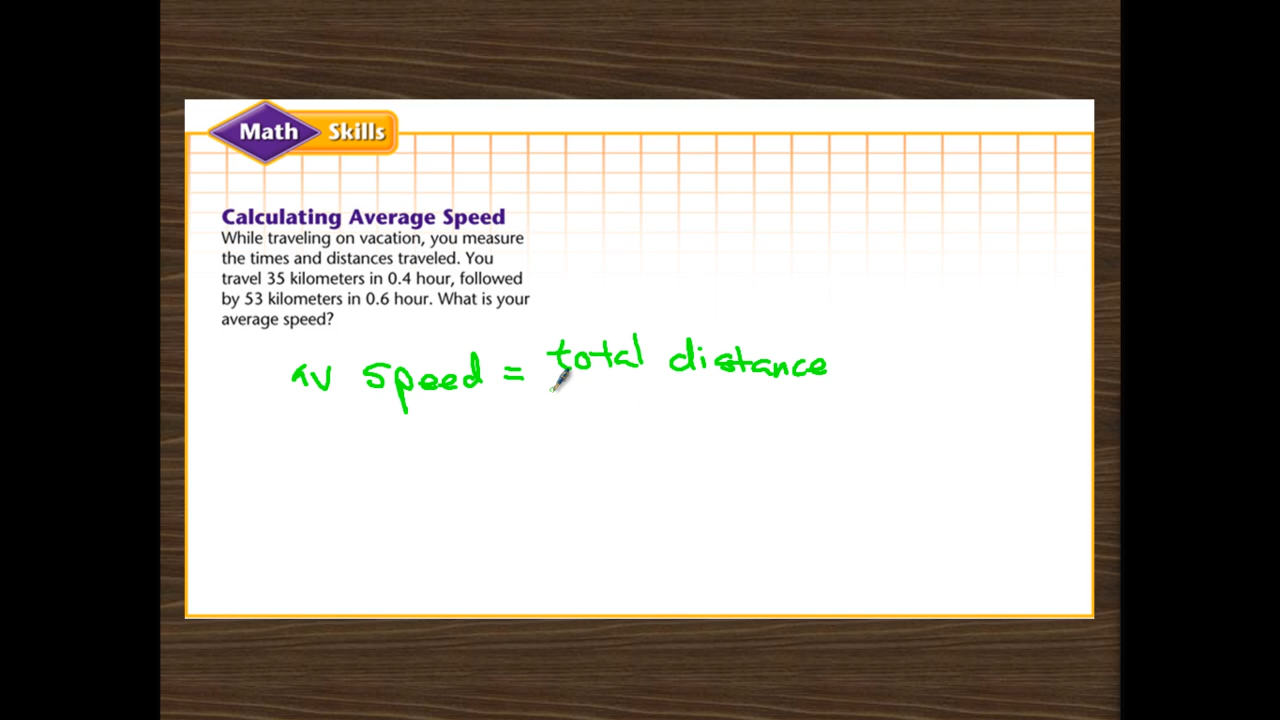 Math Skills
Calculating Average Speed
While traveling on vacation, you measure
the times and distances traveled. You
travel 35 kilometers in 0.4 hour, followed
by 53 kilometers in 0.6 hour. What is your
average speed?
av speed = total distance